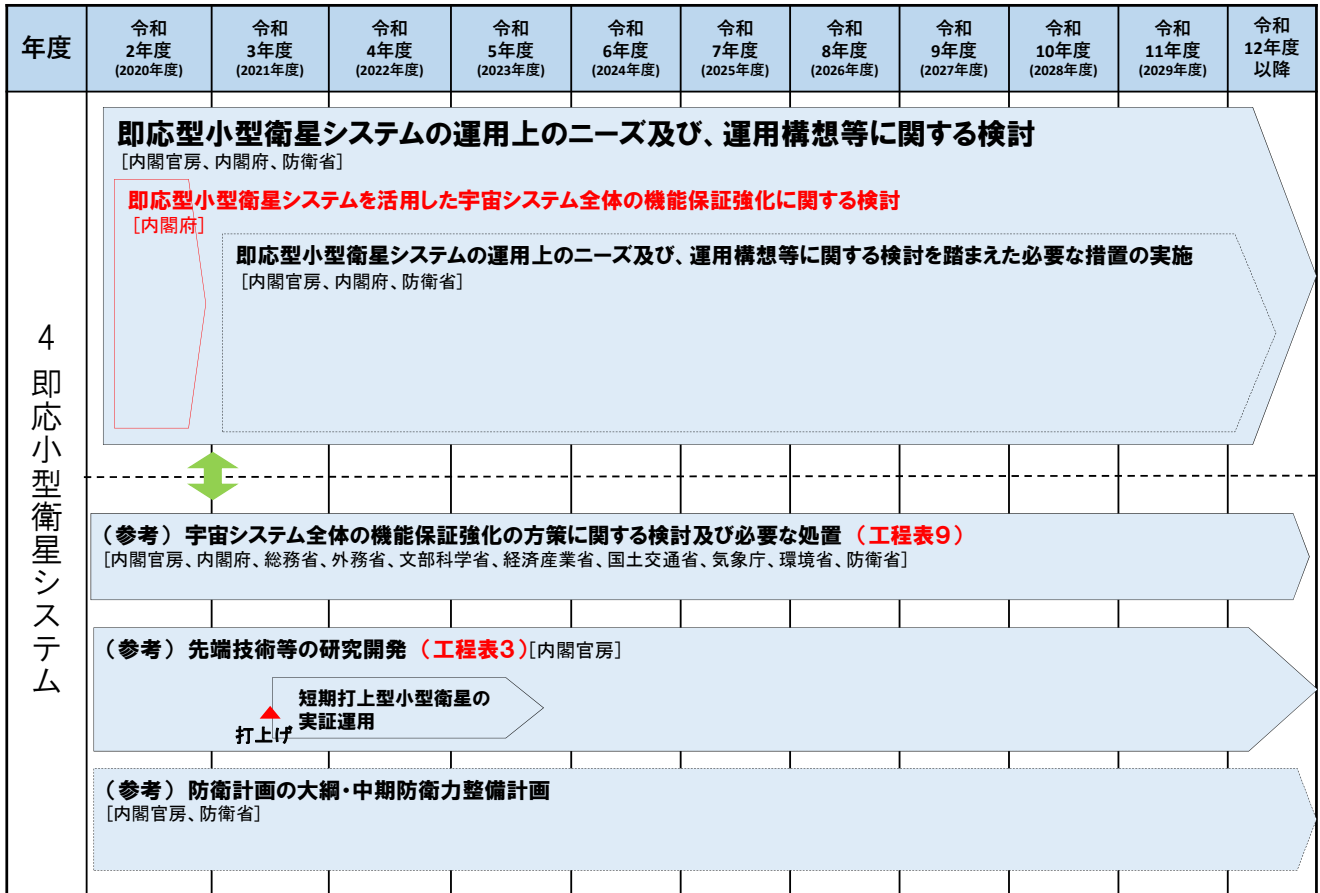 年度
令和
2年度
(2020年度)
令和
3年度
(2021年度)
令和
4年度
(2022年度)
令和
5年度
(2023年度)
令和
6年度
(2024年度)
令和
7年度
(2025年度)
令和
8年度
(2026年度)
令和
9年度
(2027年度)
令和
10年度
(2028年度)
令和
11年度
(2029年度)
令和
12年度
以降
4 即応小型衛星システム
即応型小型衛星システムの運用上のニーズ及び、運用構想等に関する検討
[内閣官房、内閣府、防衛省]
即応型小型衛星システムを活用した宇宙システム全体の機能保証強化に関する検討
[内閣府]
即応型小型衛星システムの運用上のニーズ及び、運用構想等に関する検討を踏まえた必要な措置の実施
[内閣官房、内閣府、防衛省]
(参考) 宇宙システム全体の機能保証強化の方策に関する検討及び必要な処置 (工程表9)
[内閣官房、内閣府、総務省、外務省、文部科学省、経済産業省、国土交通省、気象庁、環境省、防衛省]
(参考) 先端技術等の研究開発 (工程表3)[内閣官房]
短期打上型小型衛星の
実証運用
打上げ
(参考) 防衛計画の大綱・中期防衛力整備計画
[内閣官房、防衛省]